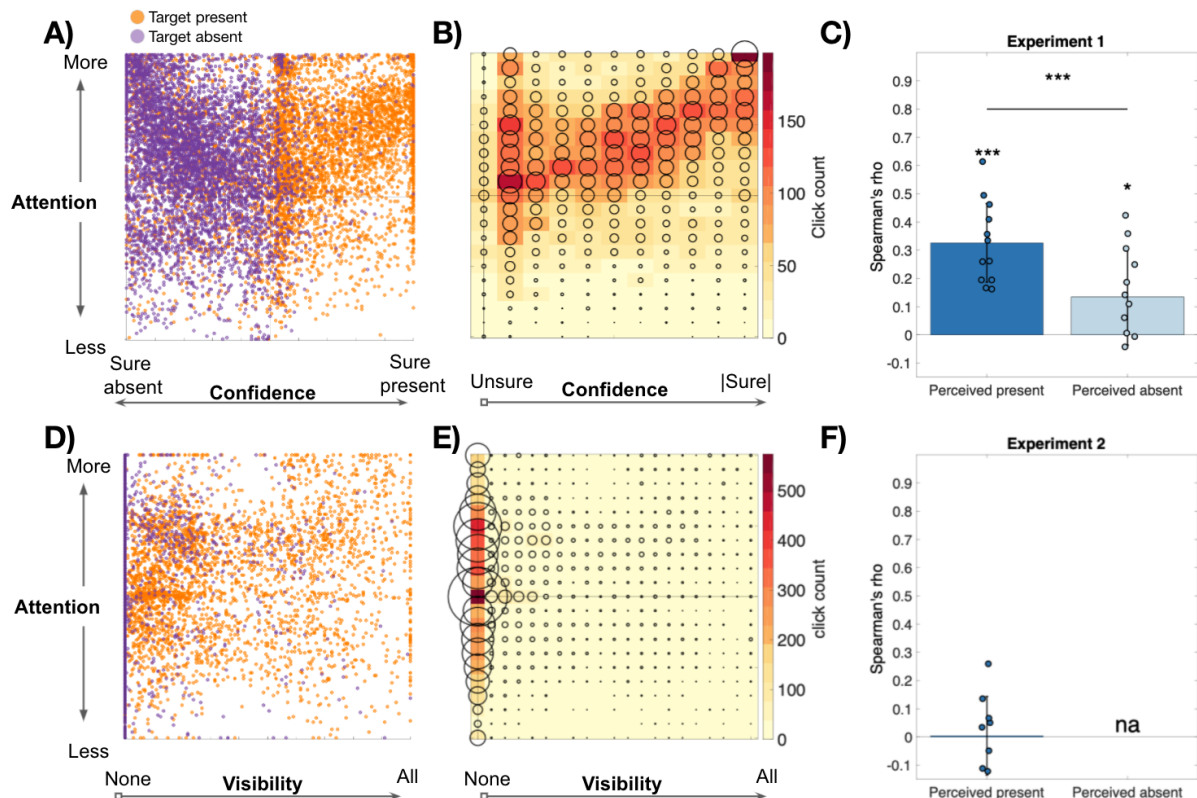 Target present
Target absent
A)
More
Attention
Less
Sure absent
Confidence
Sure present
B)
150
100
50
0
Click count
Unsure
Confidence
|Sure|
C)
Experiment 1
***
***
*
0.9
0.8
0.7
0.6
0.5
0.4
0.3
0.2
0.1
0
-0.1
Spearman's rho
Perceived present
Perceived absent
D)
More
Attention
Less
None
Visibility
All
E)
500
400
300
200
100
0
click count
None
Visibility
All
F)
Experiment 2
0.9
0.8
0.7
0.6
0.5
0.4
0.3
0.2
0.1
0
-0.1
Spearman's rho
na
Perceived present
Perceived absent